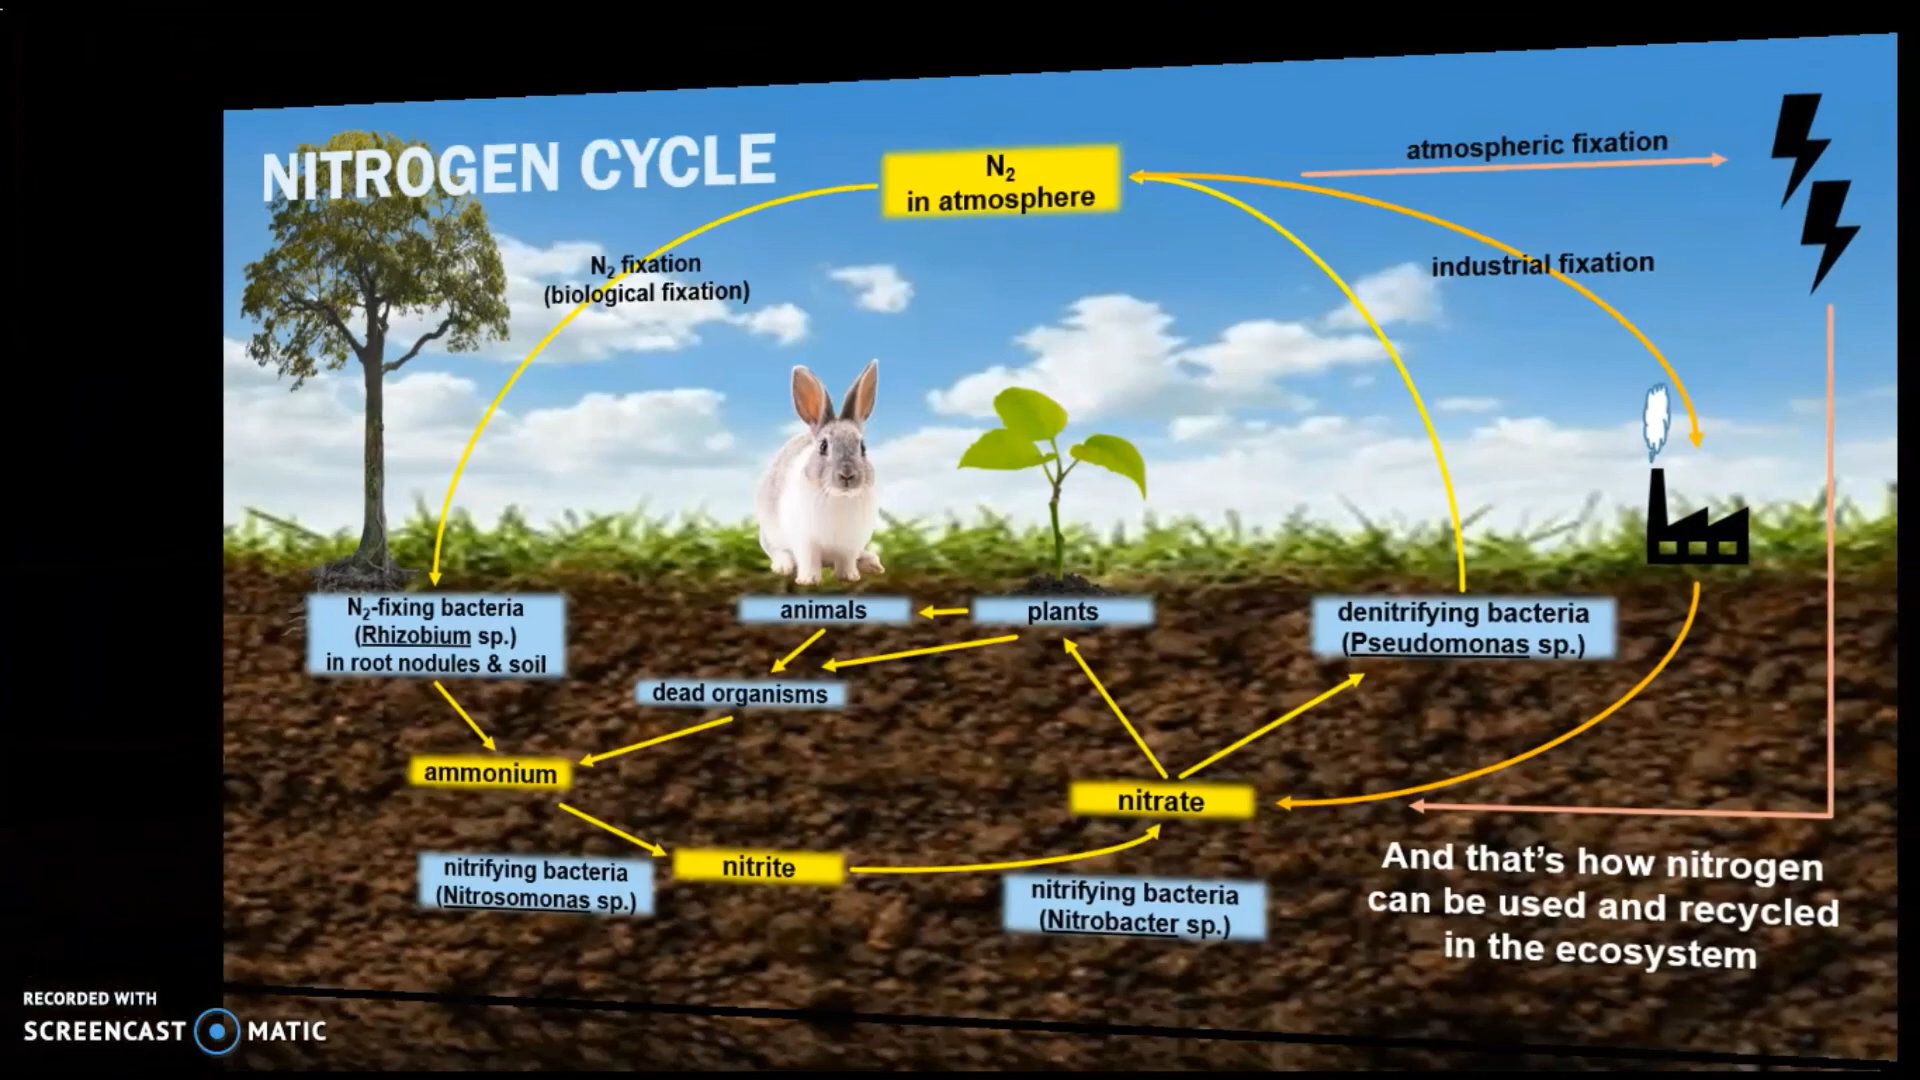 NITROGEN CYCLE
N₂
in atmosphere
atmospheric fixation
N₂ fixation
(biological fixation)
industrial fixation
N₂-fixing bacteria
(Rhizobium sp.)
in root nodules & soil
animals
plants
denitrifying bacteria
(Pseudomonas sp.)
dead organisms
ammonium
nitrate
nitrite
nitrifying bacteria
(Nitrosomonas sp.)
nitrifying bacteria
(Nitrobacter sp.)
And that’s how nitrogen
can be used and recycled
in the ecosystem
RECORDED WITH
SCREENCAST MATIC